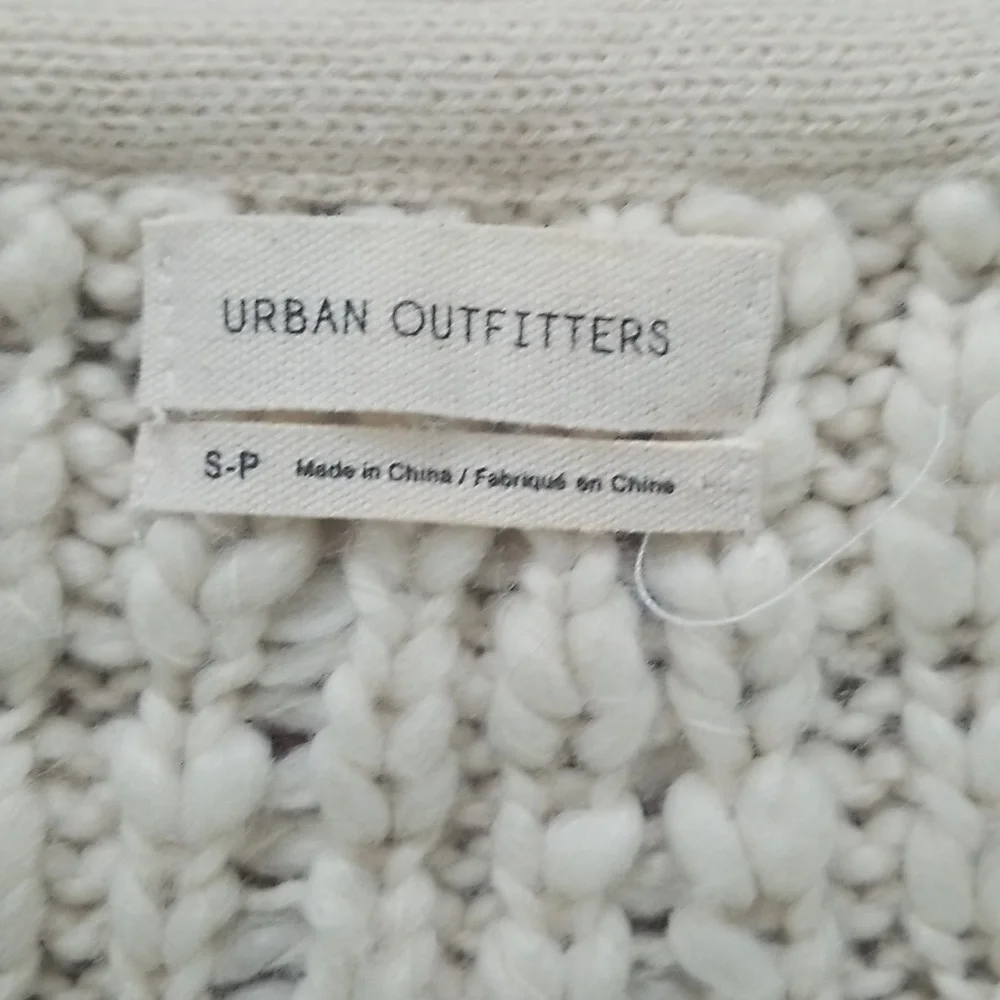 URBAN OUTFITTERS
S-P Made in China / Fabriqué en Chine